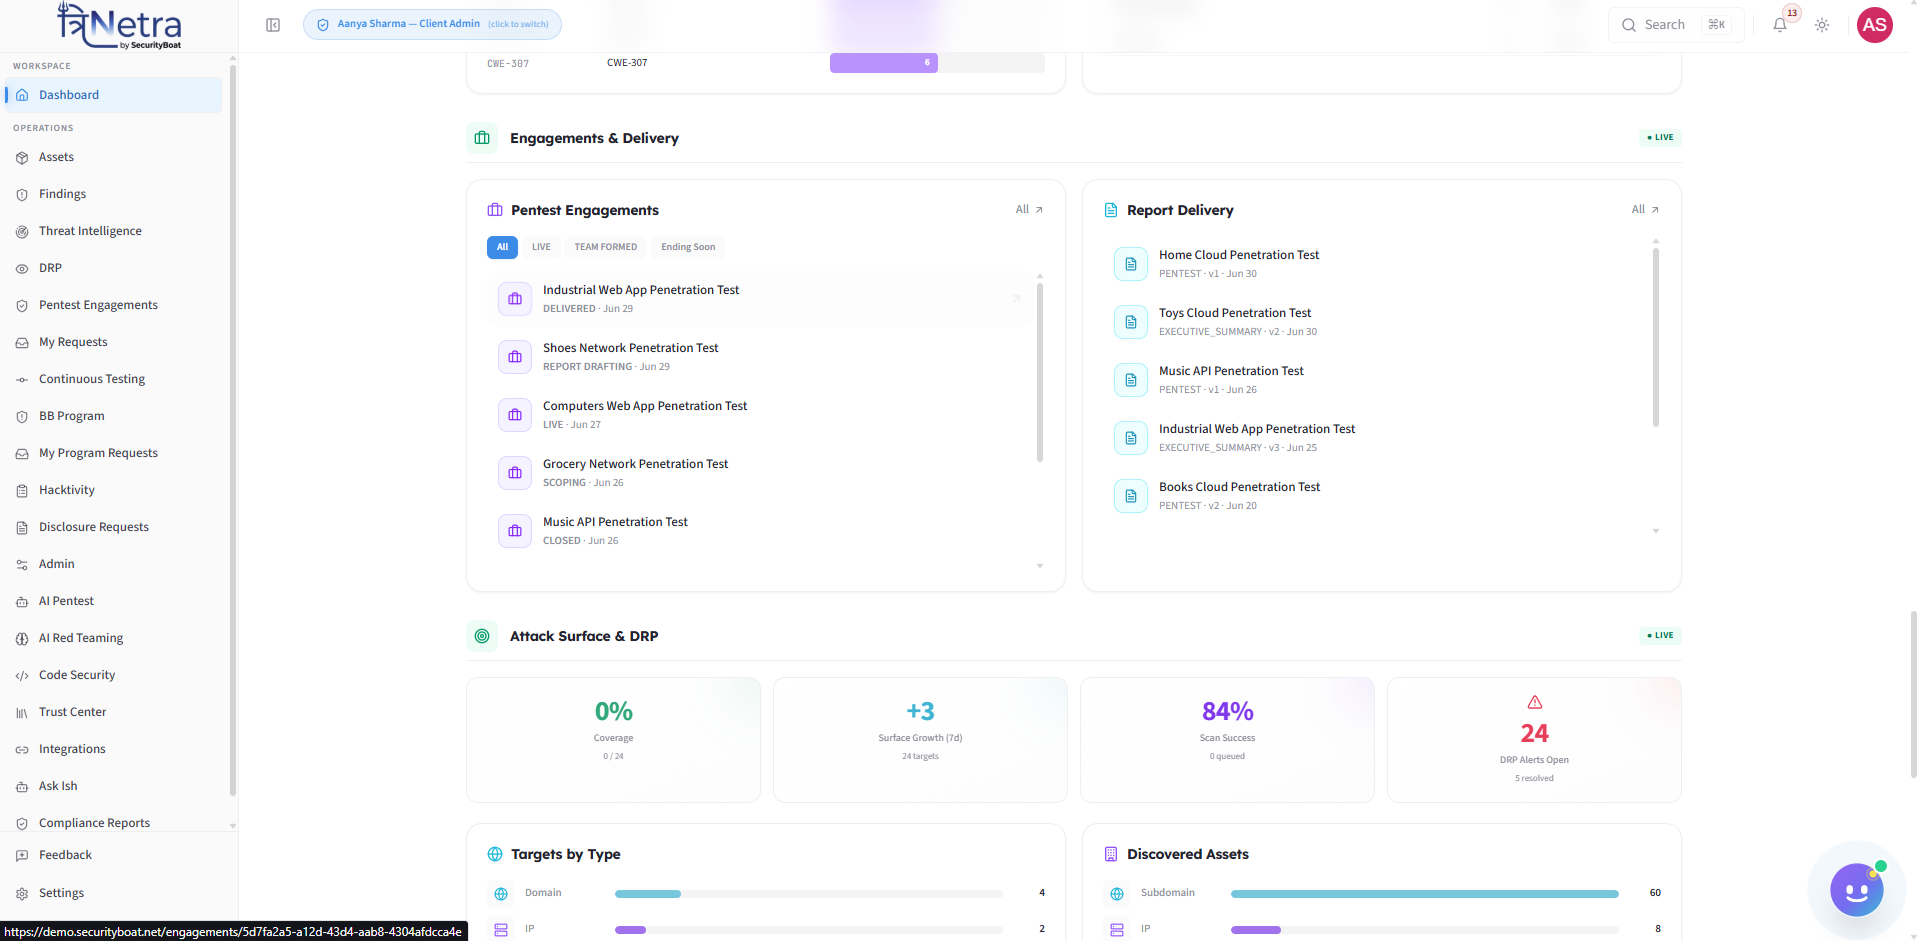 त्रिNetra
by SecurityBoat
Aanya Sharma — Client Admin (click to switch)
Search ⌘K
13
AS
WORKSPACE
Dashboard
OPERATIONS
Assets
Findings
Threat Intelligence
DRP
Pentest Engagements
My Requests
Continuous Testing
BB Program
My Program Requests
Hacktivity
Disclosure Requests
Admin
AI Pentest
AI Red Teaming
Code Security
Trust Center
Integrations
Ask Ish
Compliance Reports
Feedback
Settings
CWE-307 CWE-307 6
Engagements & Delivery
LIVE
Pentest Engagements
All
All LIVE TEAM FORMED Ending Soon
Industrial Web App Penetration Test
DELIVERED · Jun 29
Shoes Network Penetration Test
REPORT DRAFTING · Jun 29
Computers Web App Penetration Test
LIVE · Jun 27
Grocery Network Penetration Test
SCOPING · Jun 26
Music API Penetration Test
CLOSED · Jun 26
Report Delivery
All
Home Cloud Penetration Test
PENTEST · v1 · Jun 30
Toys Cloud Penetration Test
EXECUTIVE_SUMMARY · v2 · Jun 30
Music API Penetration Test
PENTEST · v1 · Jun 26
Industrial Web App Penetration Test
EXECUTIVE_SUMMARY · v3 · Jun 25
Books Cloud Penetration Test
PENTEST · v2 · Jun 20
Attack Surface & DRP
LIVE
0%
Coverage
0 / 24
+3
Surface Growth (7d)
24 targets
84%
Scan Success
0 queued
24
DRP Alerts Open
5 resolved
Targets by Type
Domain 4
IP 2
Discovered Assets
Subdomain 60
IP 8
https://demo.securityboat.net/engagements/5d7fa2a5-a12d-43d4-aab8-4304afdcca4e